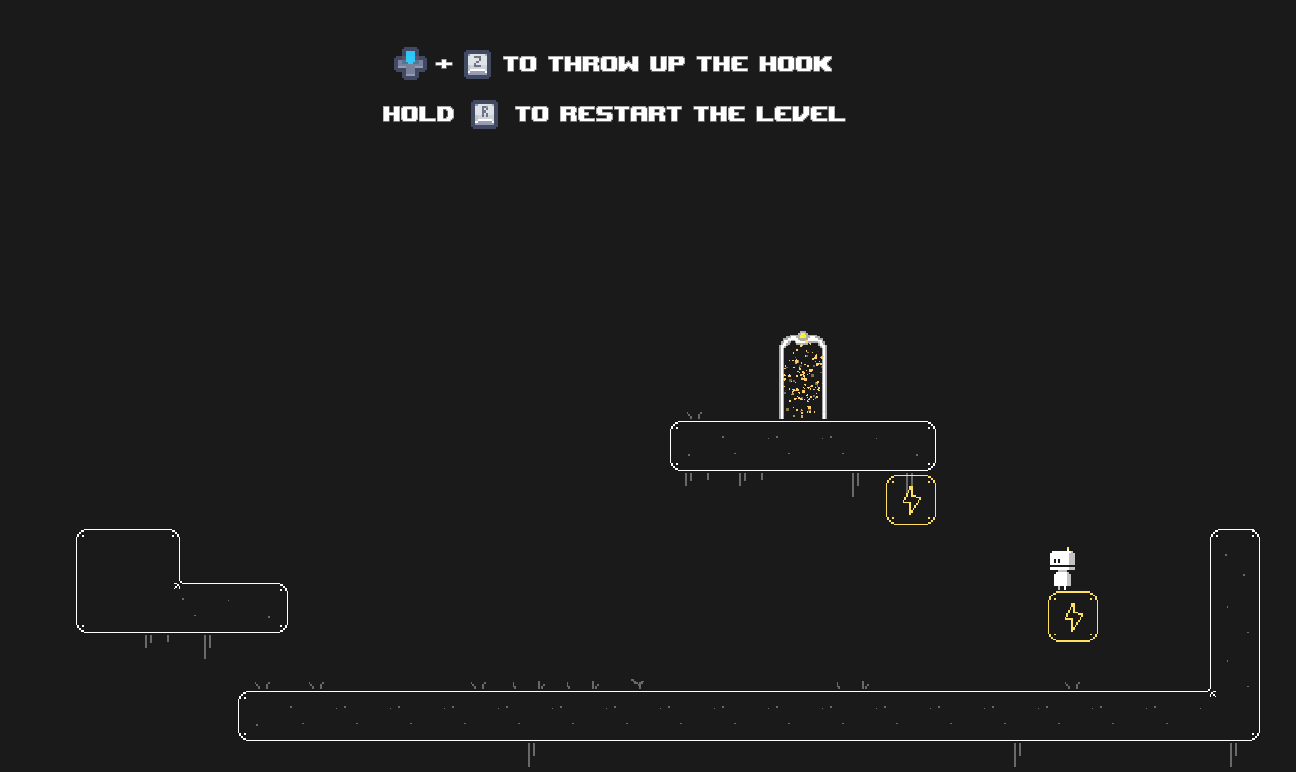 + Z TO THROW UP THE HOOK
HOLD R TO RESTART THE LEVEL